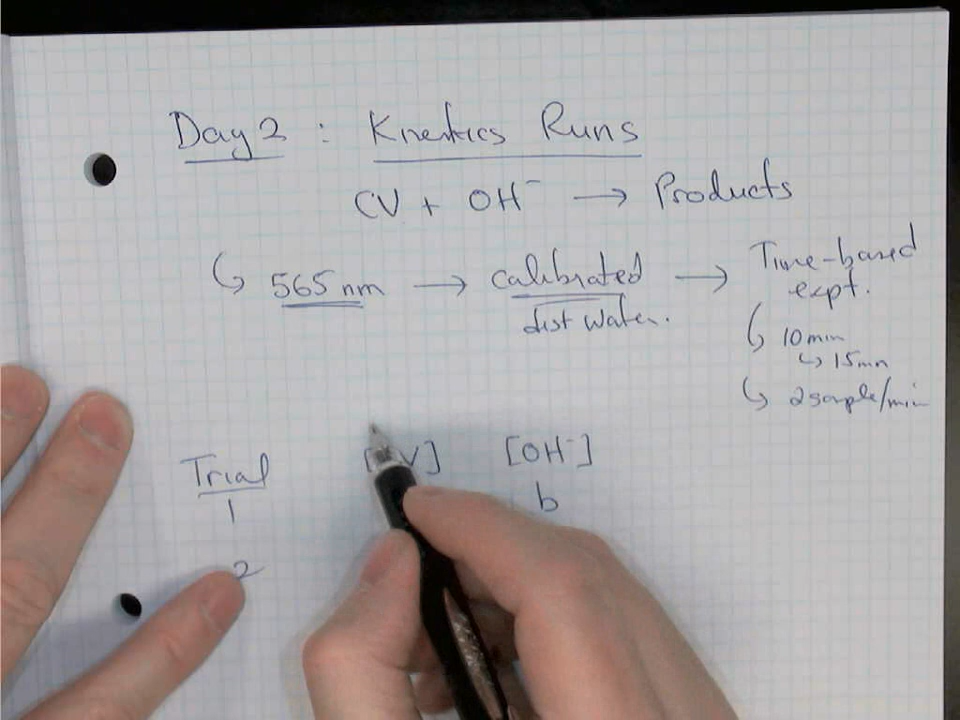 Day 2 : Kinetics Runs
CV + OH⁻ → Products
↳ 565 nm → calibrated → Time-based
dist water. expt.
↳ 10 min
↳ 15 min
↳ 2 sample/min
Trial [ V] [OH⁻]
1 b
2